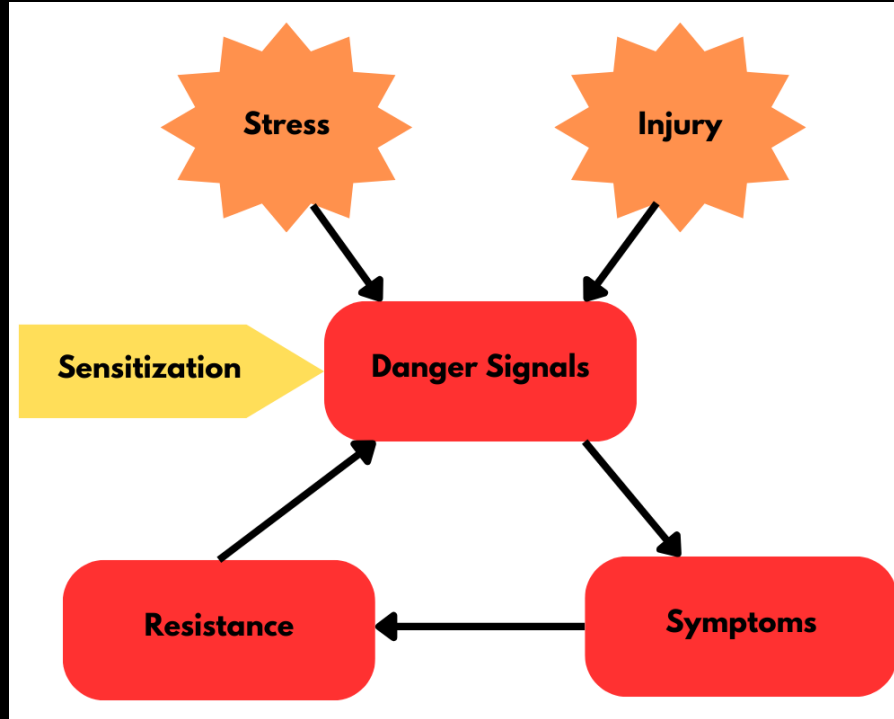 Stress
Injury
Sensitization
Danger Signals
Resistance
Symptoms